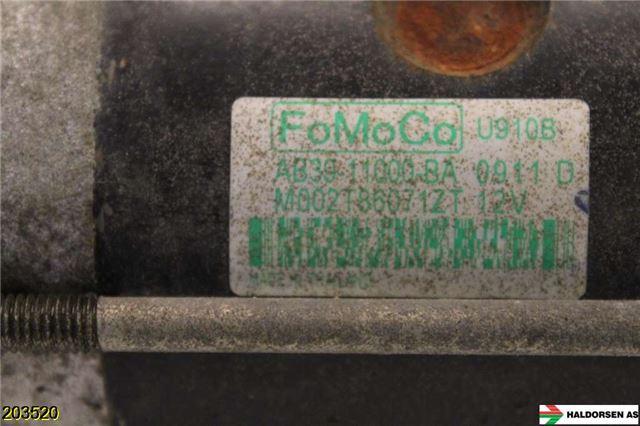 FoMoCo U910B
AB39-11000-BA 0911 D
M002T86071ZT 12V
203520
HALDORSEN AS